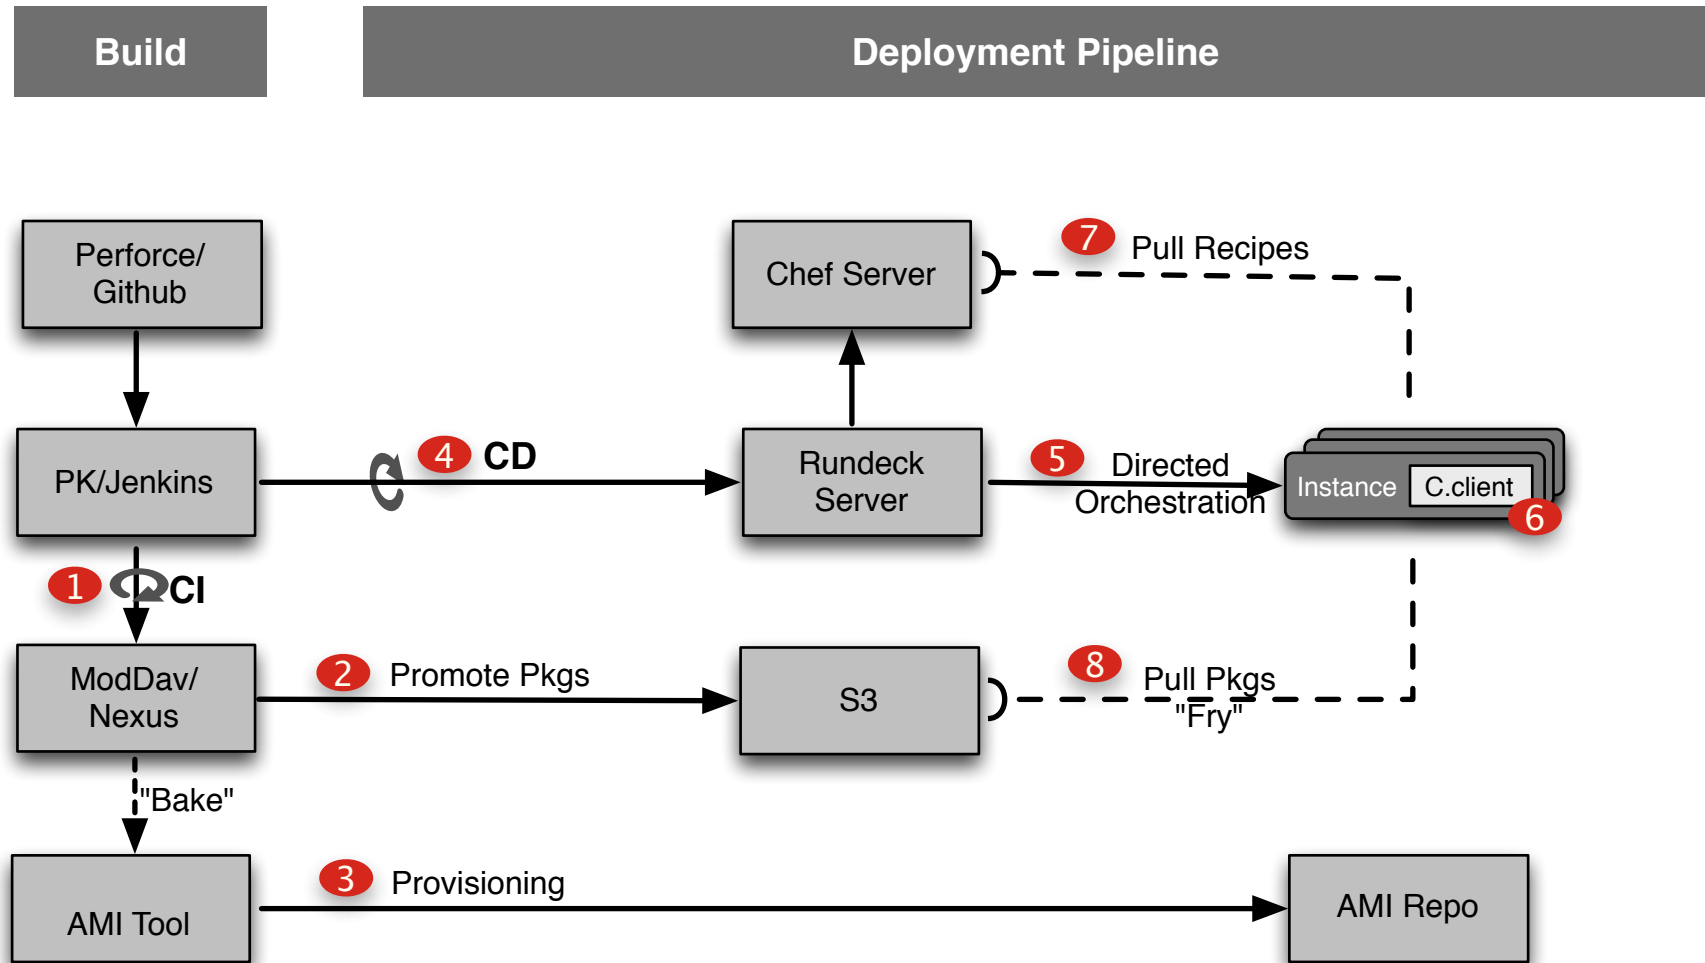 Build
Deployment Pipeline
Perforce/
Github
Chef Server
7 Pull Recipes
PK/Jenkins
4 CD
Rundeck
Server
5 Directed
Orchestration
Instance C.client
6
1 CI
ModDav/
Nexus
2 Promote Pkgs
S3
8 Pull Pkgs
"Fry"
"Bake"
AMI Tool
3 Provisioning
AMI Repo